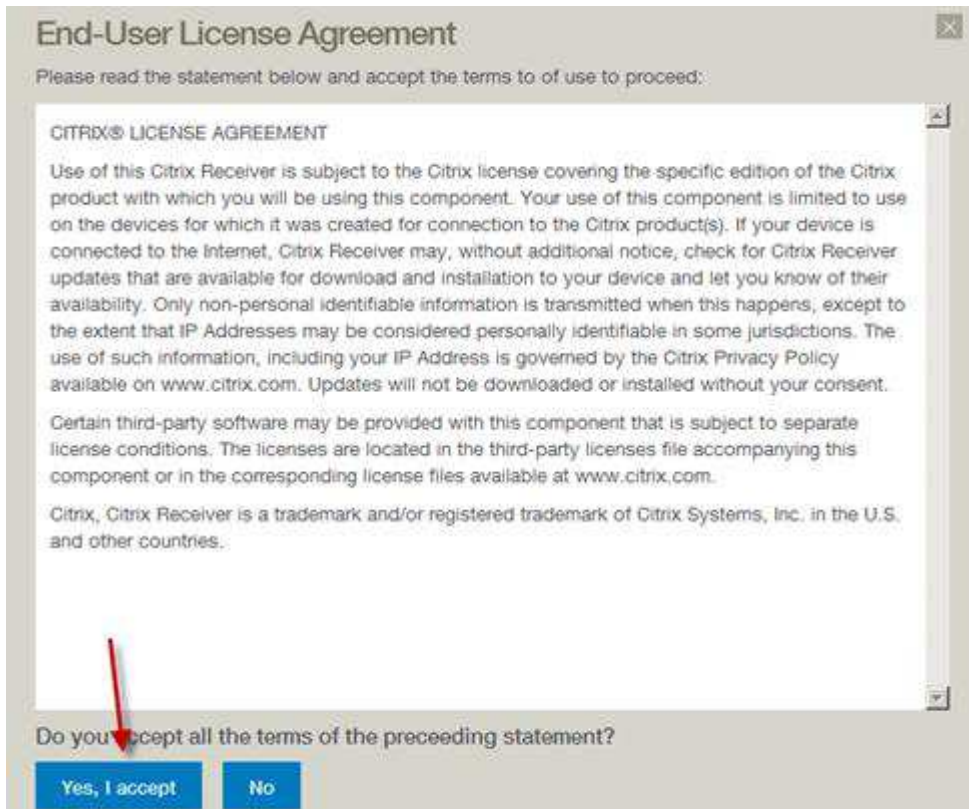 End-User License Agreement
Please read the statement below and accept the terms to of use to proceed:
CITRIX® LICENSE AGREEMENT
Use of this Citrix Receiver is subject to the Citrix license covering the specific edition of the Citrix
product with which you will be using this component. Your use of this component is limited to use
on the devices for which it was created for connection to the Citrix product(s). If your device is
connected to the Internet, Citrix Receiver may, without additional notice, check for Citrix Receiver
updates that are available for download and installation to your device and let you know of their
availability. Only non-personal identifiable information is transmitted when this happens, except to
the extent that IP Addresses may be considered personally identifiable in some jurisdictions. The
use of such information, including your IP Address is governed by the Citrix Privacy Policy
available on www.citrix.com. Updates will not be downloaded or installed without your consent.
Certain third-party software may be provided with this component that is subject to separate
license conditions. The licenses are located in the third-party licenses file accompanying this
component or in the corresponding license files available at www.citrix.com.
Citrix, Citrix Receiver is a trademark and/or registered trademark of Citrix Systems, Inc. in the U.S.
and other countries.
Do you accept all the terms of the preceeding statement?
Yes, I accept
No